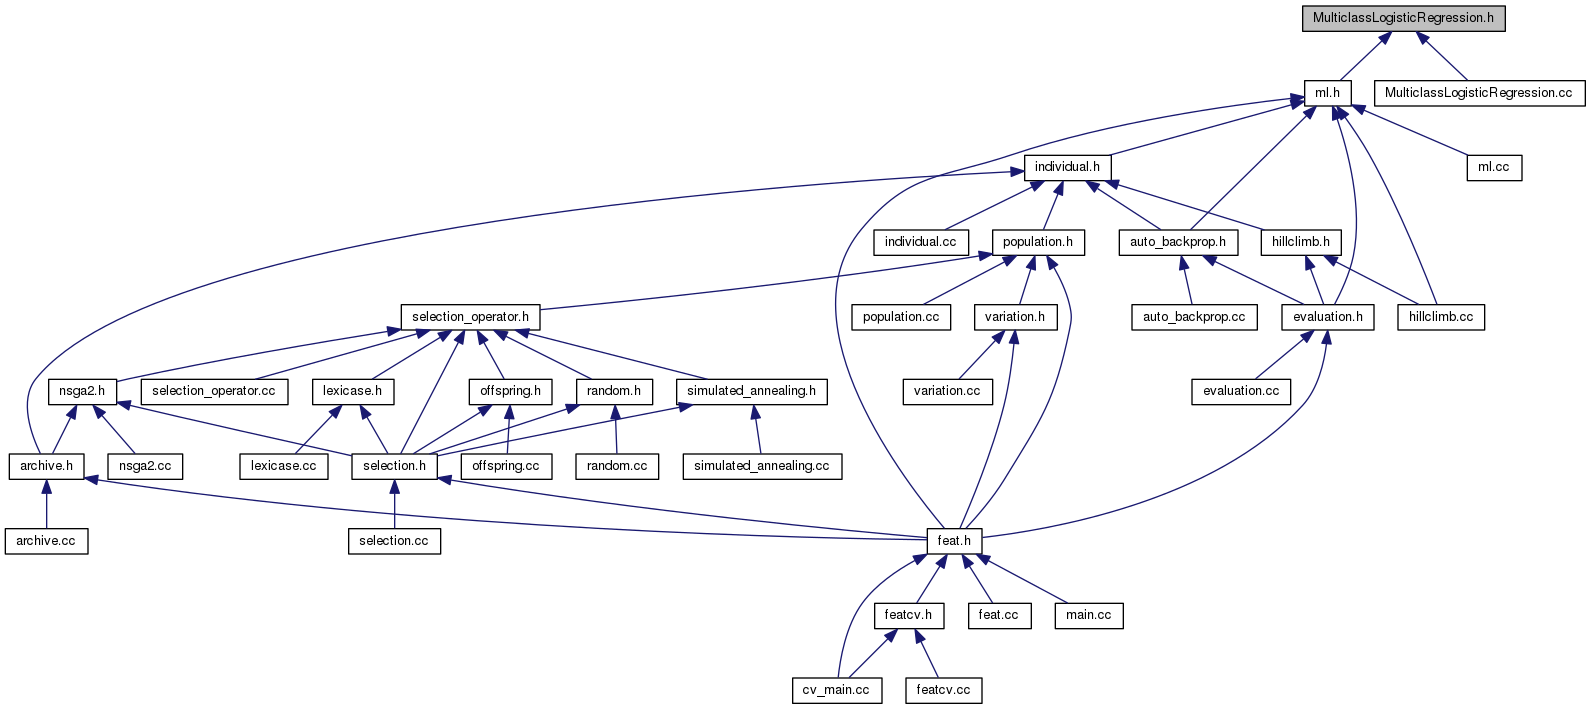 MulticlassLogisticRegression.h
ml.h
MulticlassLogisticRegression.cc
individual.h
ml.cc
individual.cc
population.h
auto_backprop.h
hillclimb.h
selection_operator.h
population.cc
variation.h
auto_backprop.cc
evaluation.h
hillclimb.cc
nsga2.h
selection_operator.cc
lexicase.h
offspring.h
random.h
simulated_annealing.h
variation.cc
evaluation.cc
archive.h
nsga2.cc
lexicase.cc
selection.h
offspring.cc
random.cc
simulated_annealing.cc
archive.cc
selection.cc
feat.h
featcv.h
feat.cc
main.cc
cv_main.cc
featcv.cc